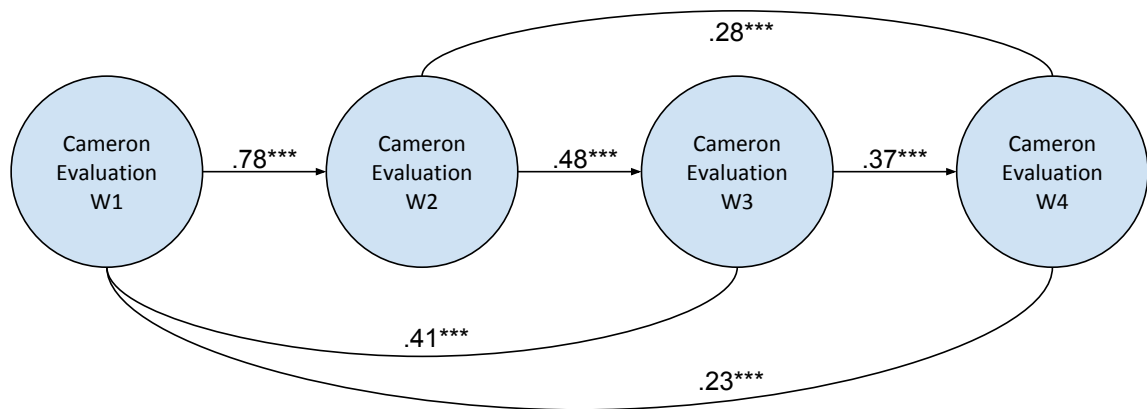 .28***
Cameron
Evaluation
W1
.78***
Cameron
Evaluation
W2
.48***
Cameron
Evaluation
W3
.37***
Cameron
Evaluation
W4
.41***
.23***